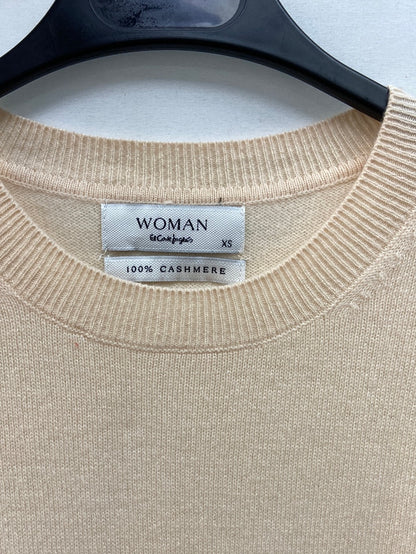 WOMAN
El Corte Inglés
XS
100% CASHMERE